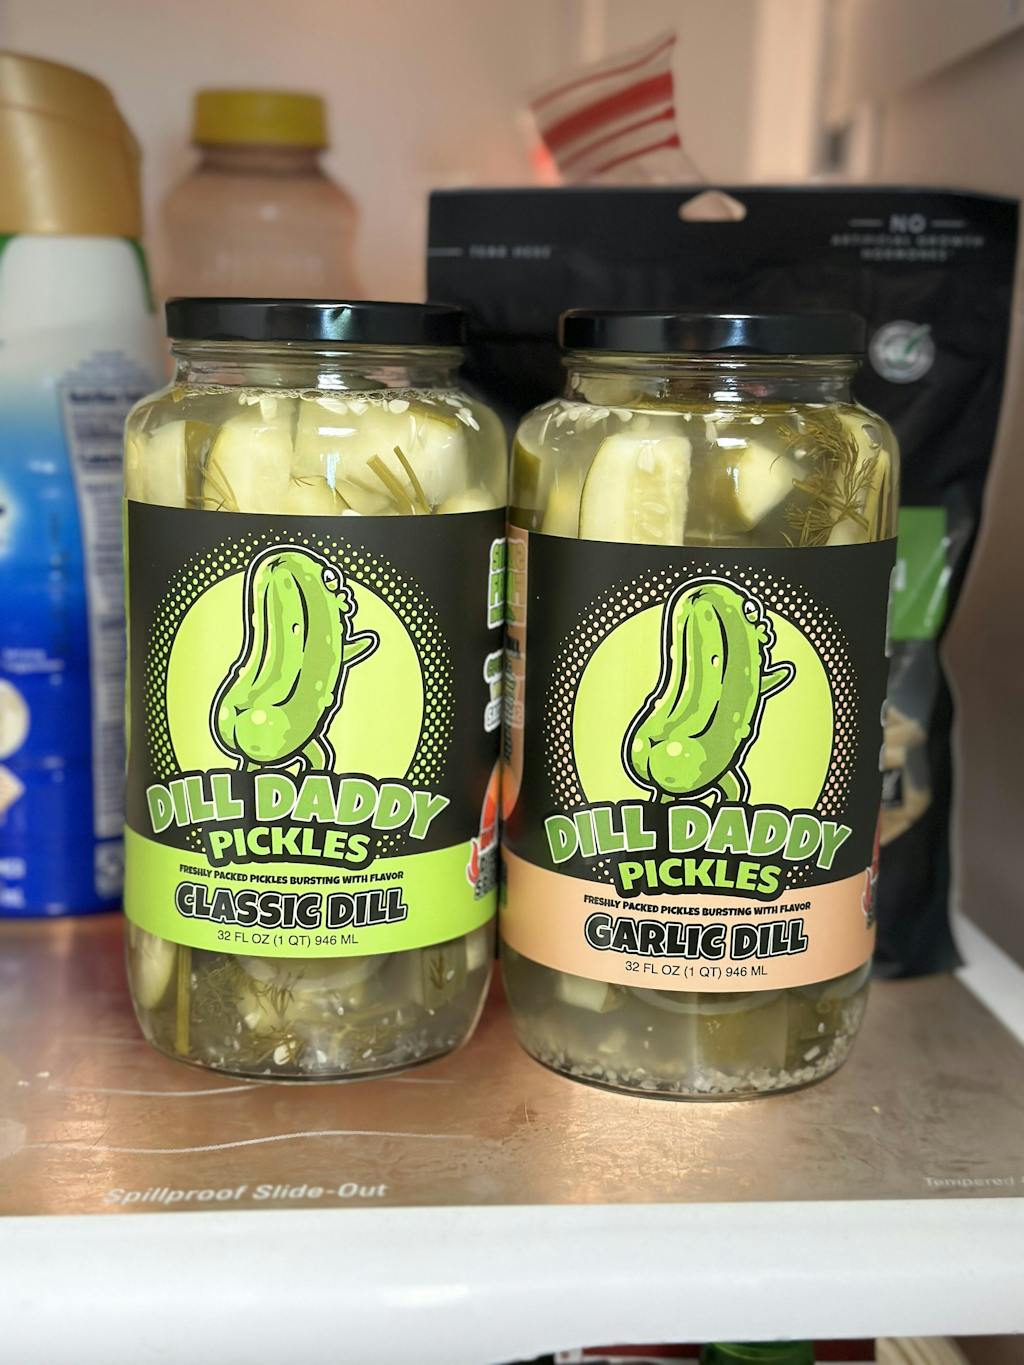 NO
ARTIFICIAL GROWTH
HORMONES*
TEAR HERE
DILL DADDY
PICKLES
FRESHLY PACKED PICKLES BURSTING WITH FLAVOR
CLASSIC DILL
32 FL OZ (1 QT) 946 ML
DILL DADDY
PICKLES
FRESHLY PACKED PICKLES BURSTING WITH FLAVOR
GARLIC DILL
32 FL OZ (1 QT) 946 ML
Spillproof Slide-Out
Tempered